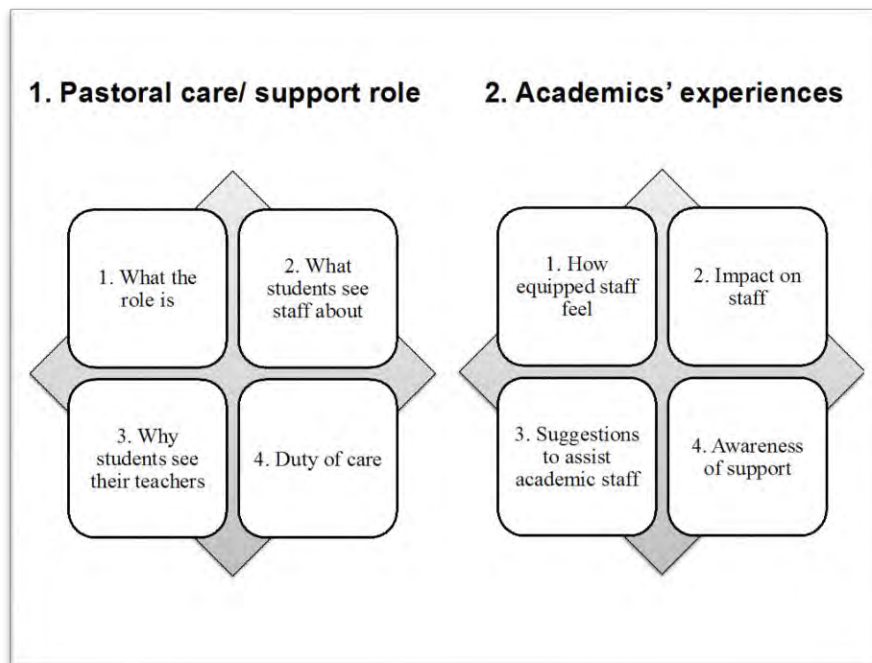 1. Pastoral care/ support role
2. Academics’ experiences
1. What the
role is
2. What
students see
staff about
3. Why
students see
their teachers
4. Duty of care
1. How
equipped staff
feel
2. Impact on
staff
3. Suggestions
to assist
academic staff
4. Awareness
of support